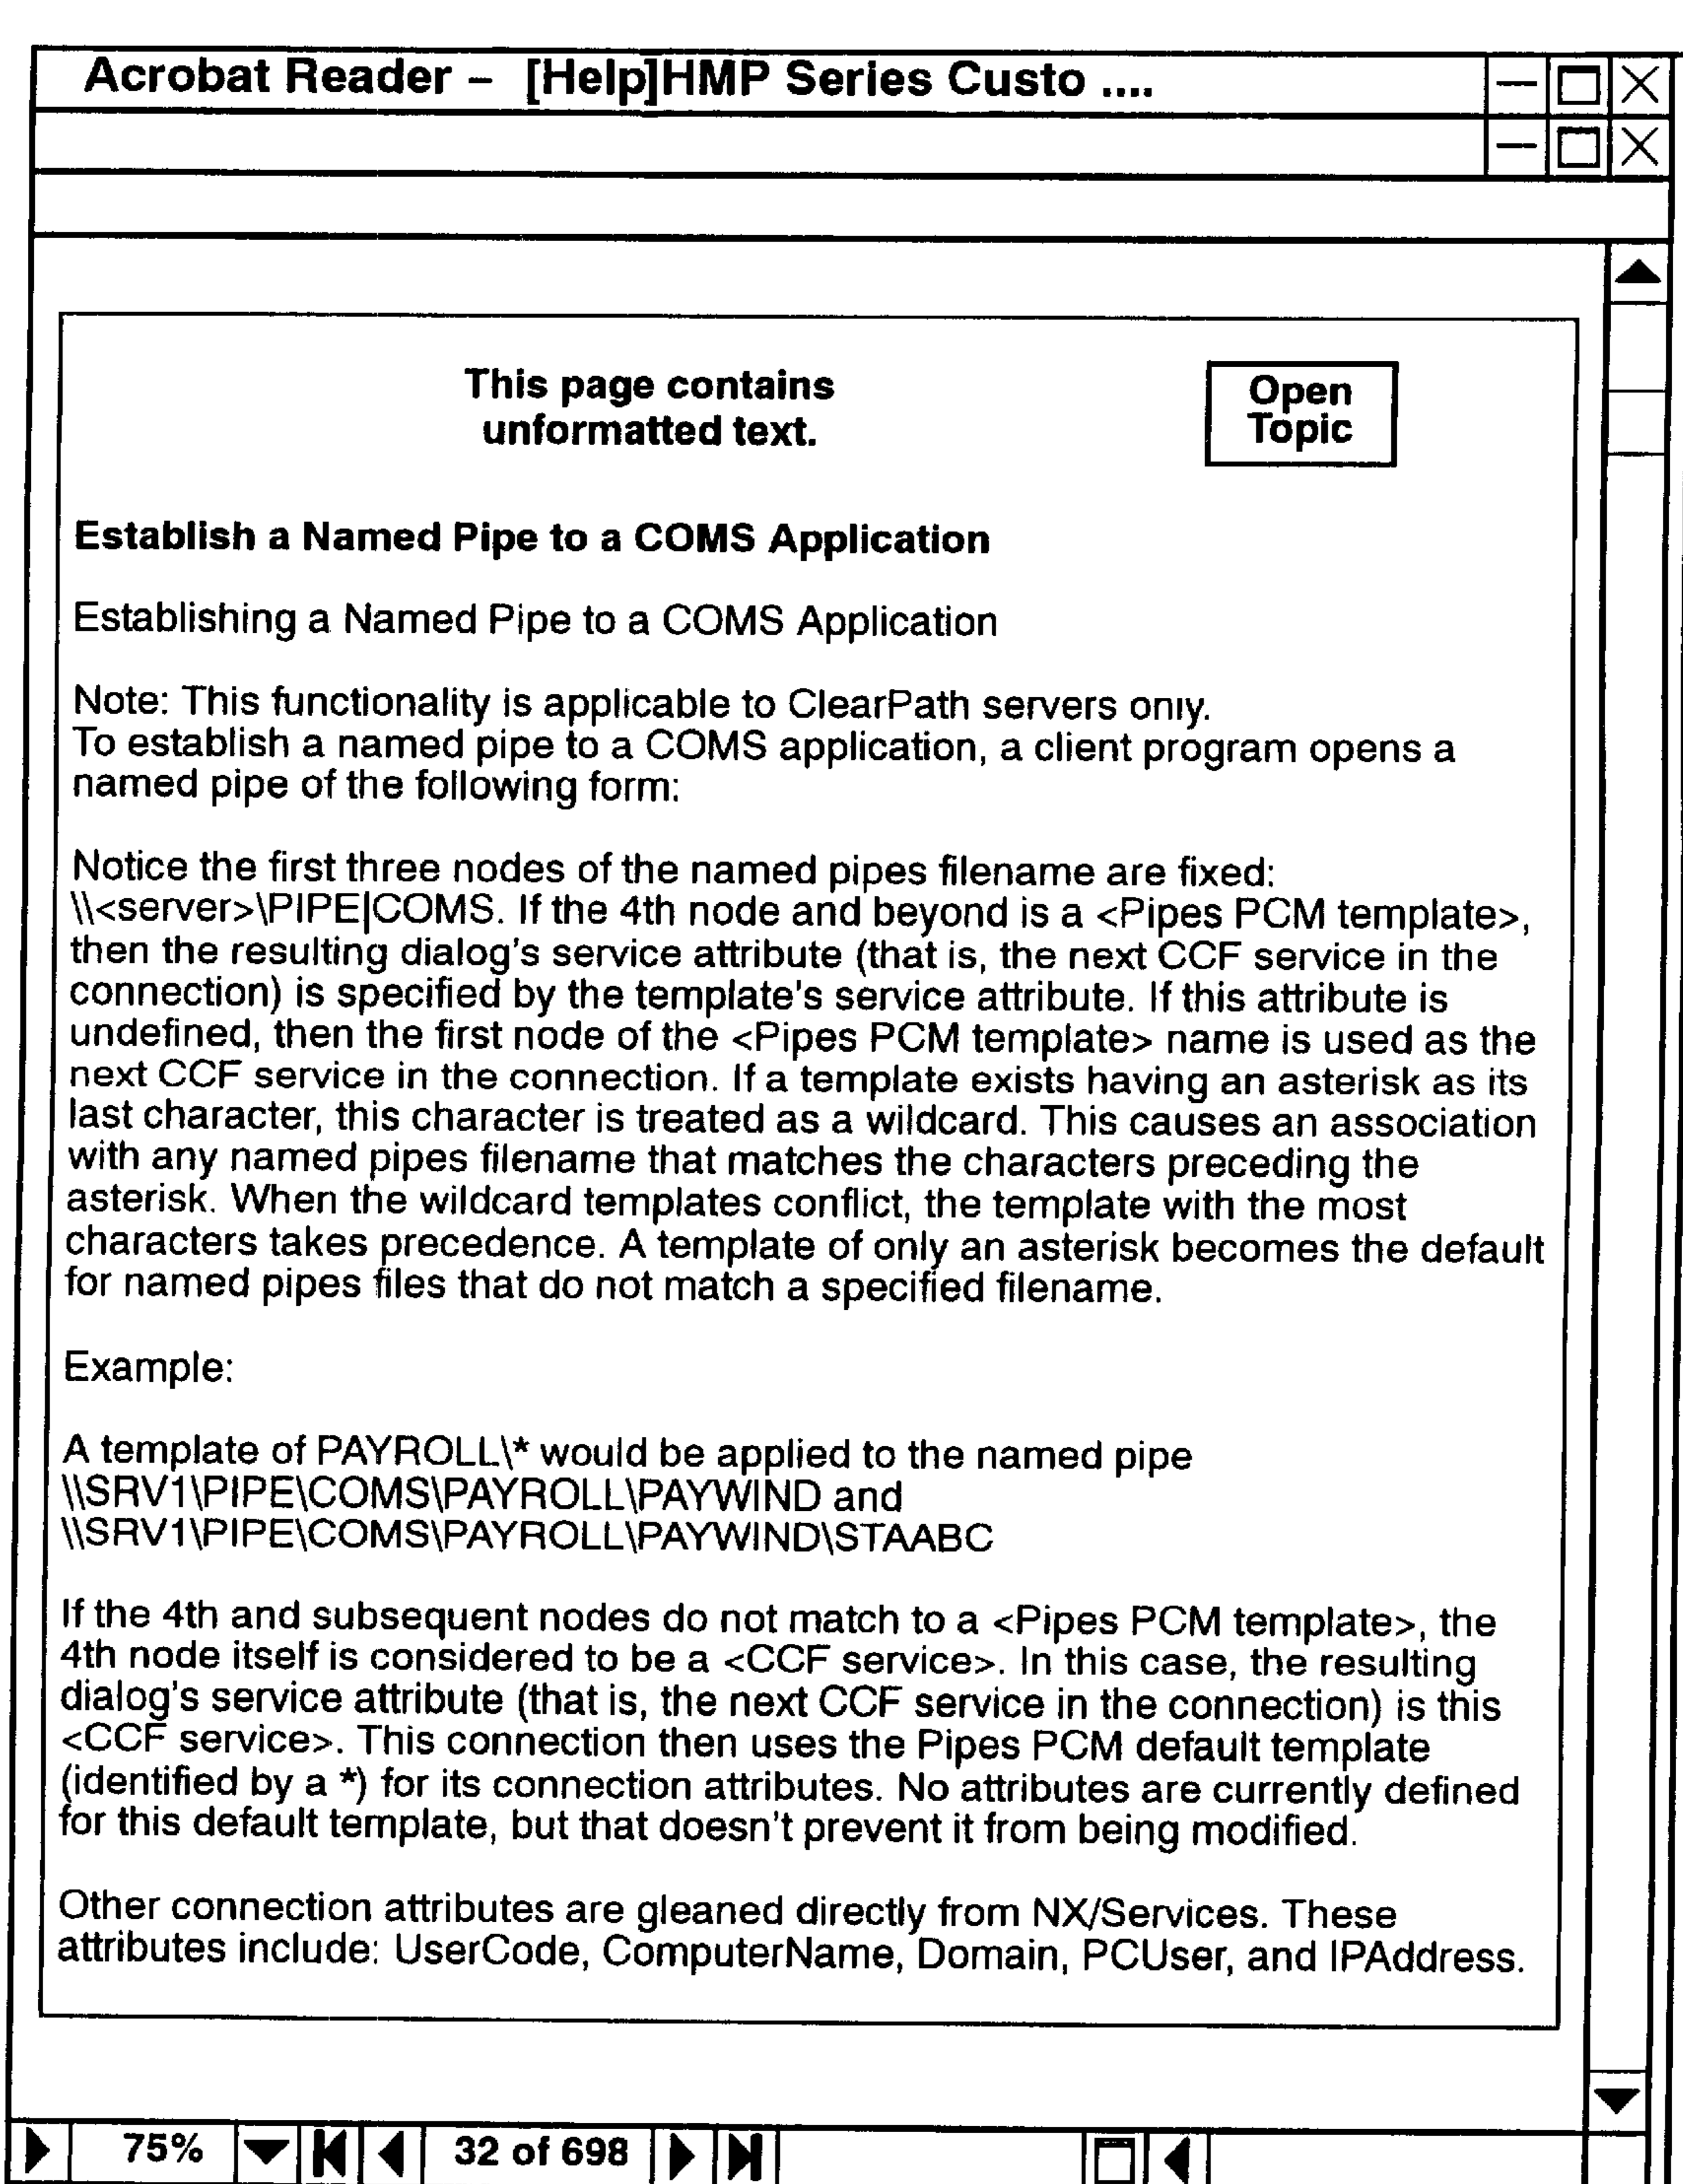 Acrobat Reader – [Help]HMP Series Custo ....
This page contains
unformatted text.
Open
Topic
Establish a Named Pipe to a COMS Application
Establishing a Named Pipe to a COMS Application
Note: This functionality is applicable to ClearPath servers only.
To establish a named pipe to a COMS application, a client program opens a
named pipe of the following form:
Notice the first three nodes of the named pipes filename are fixed:
\\<server>\PIPE|COMS. If the 4th node and beyond is a <Pipes PCM template>,
then the resulting dialog's service attribute (that is, the next CCF service in the
connection) is specified by the template's service attribute. If this attribute is
undefined, then the first node of the <Pipes PCM template> name is used as the
next CCF service in the connection. If a template exists having an asterisk as its
last character, this character is treated as a wildcard. This causes an association
with any named pipes filename that matches the characters preceding the
asterisk. When the wildcard templates conflict, the template with the most
characters takes precedence. A template of only an asterisk becomes the default
for named pipes files that do not match a specified filename.
Example:
A template of PAYROLL\* would be applied to the named pipe
\\SRV1\PIPE\COMS\PAYROLL\PAYWIND and
\\SRV1\PIPE\COMS\PAYROLL\PAYWIND\STAABC
If the 4th and subsequent nodes do not match to a <Pipes PCM template>, the
4th node itself is considered to be a <CCF service>. In this case, the resulting
dialog's service attribute (that is, the next CCF service in the connection) is this
<CCF service>. This connection then uses the Pipes PCM default template
(identified by a *) for its connection attributes. No attributes are currently defined
for this default template, but that doesn't prevent it from being modified.
Other connection attributes are gleaned directly from NX/Services. These
attributes include: UserCode, ComputerName, Domain, PCUser, and IPAddress.
75%
32 of 698